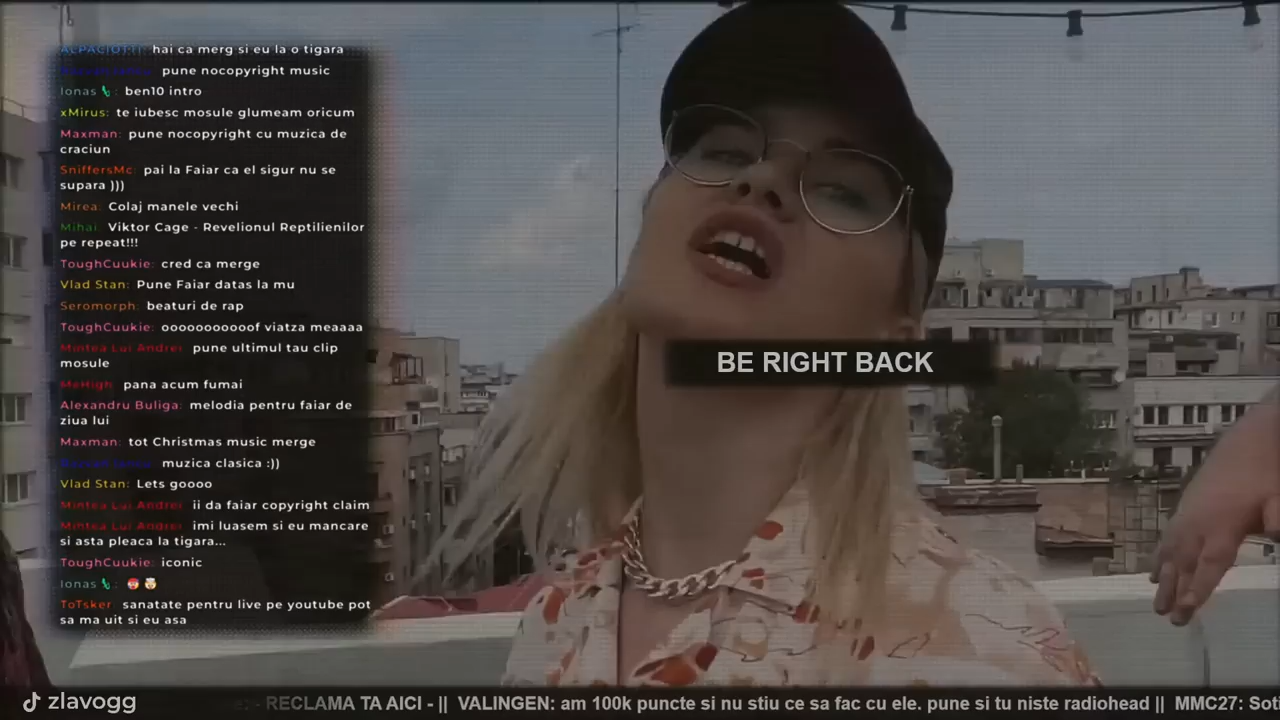 ALPACIOTTI: hai ca merg si eu la o tigara
pune nocopyright music
Ionas: ben10 intro
xMirus: te iubesc mosule glumeam oricum
Maxman: pune nocopyright cu muzica de
craciun
SniffersMc: pai la Faiar ca el sigur nu se
supara )))
Mirea: Colaj manele vechi
Mihai: Viktor Cage - Revelionul Reptilienilor
pe repeat!!!
ToughCuukie: cred ca merge
Vlad Stan: Pune Faiar datas la mu
Seromorph: beaturi de rap
ToughCuukie: ooooooooooof viatza meaaaa
Mintea Lui Andrei: pune ultimul tau clip
mosule
MeHigh: pana acum fumai
Alexandru Buliga: melodia pentru faiar de
ziua lui
Maxman: tot Christmas music merge
muzica clasica :))
Vlad Stan: Lets goooo
Mintea Lui Andrei: ii da faiar copyright claim
Mintea Lui Andrei: imi luasem si eu mancare
si asta pleaca la tigara...
ToughCuukie: iconic
Ionas:
ToTsker: sanatate pentru live pe youtube pot
sa ma uit si eu asa
BE RIGHT BACK
zlavogg
- RECLAMA TA AICI - || VALINGEN: am 100k puncte si nu stiu ce sa fac cu ele. pune si tu niste radiohead || MMC27: Sot